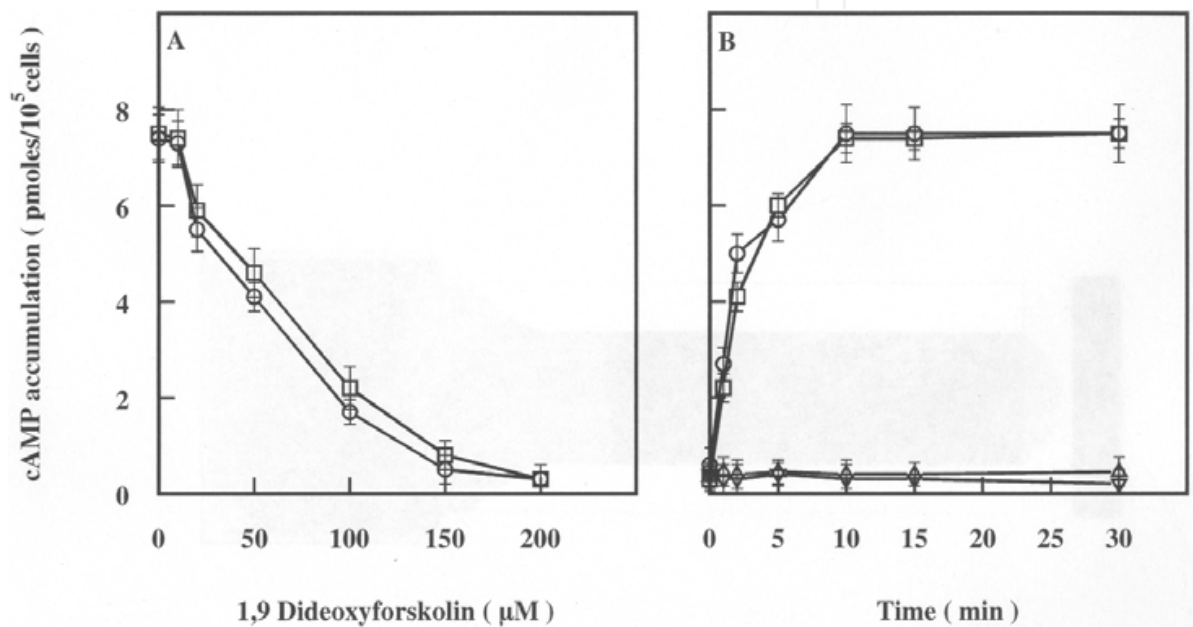 A
B
cAMP accumulation ( pmoles/10⁵ cells )
8
6
4
2
0
0 50 100 150 200
0 5 10 15 20 25 30
1,9 Dideoxyforskolin ( μM )
Time ( min )